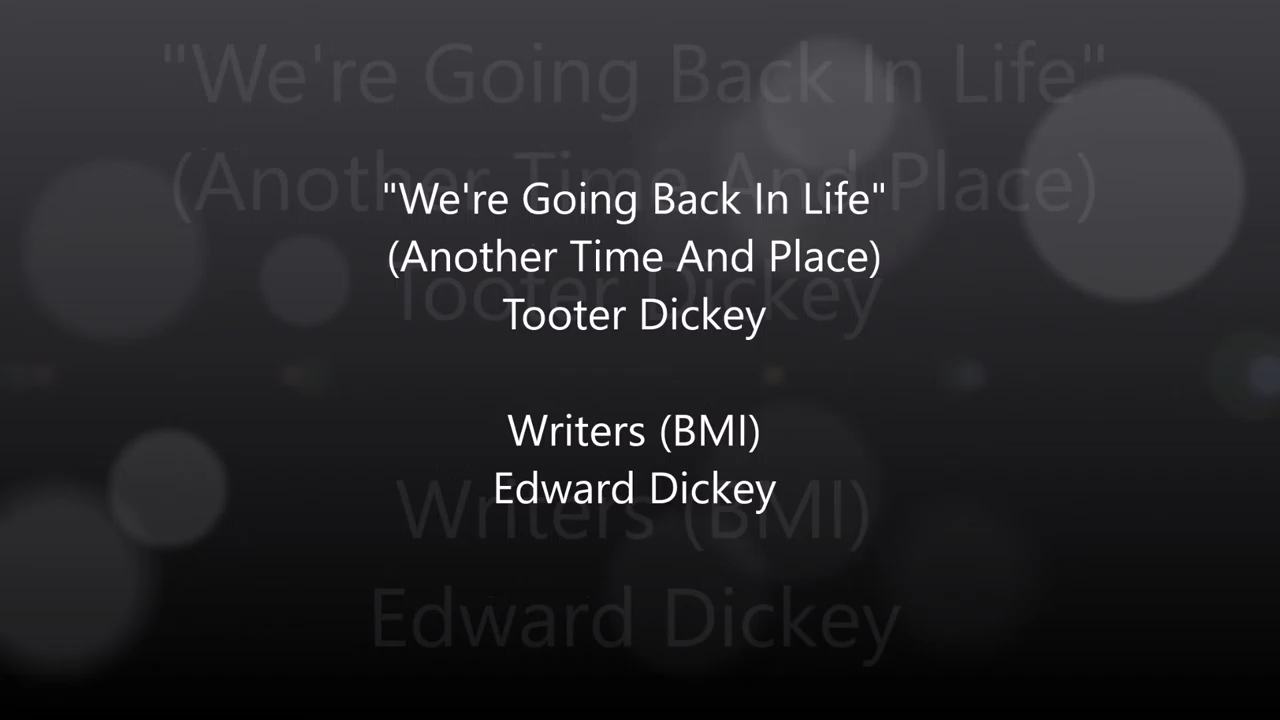 "We're Going Back In Life"
(Another Time And Place)
Tooter Dickey
Writers (BMI)
Edward Dickey